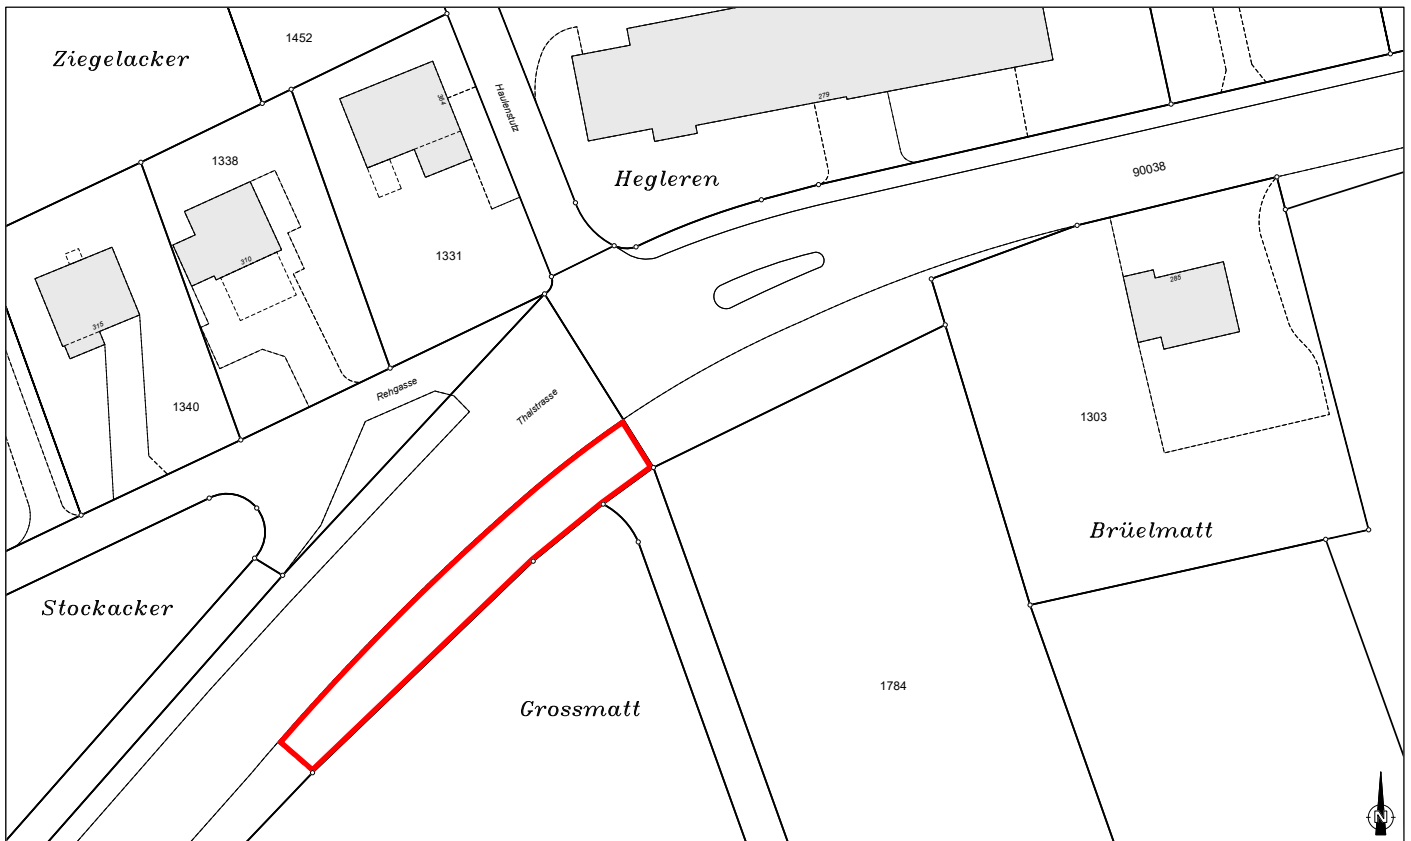 1452
Ziegelacker
364
279
Haulenstutz
1338
90038
Hegleren
310
1331
285
315
Rehgasse
1340
Thalstrasse
1303
Brüelmatt
Stockacker
1784
Grossmatt
N